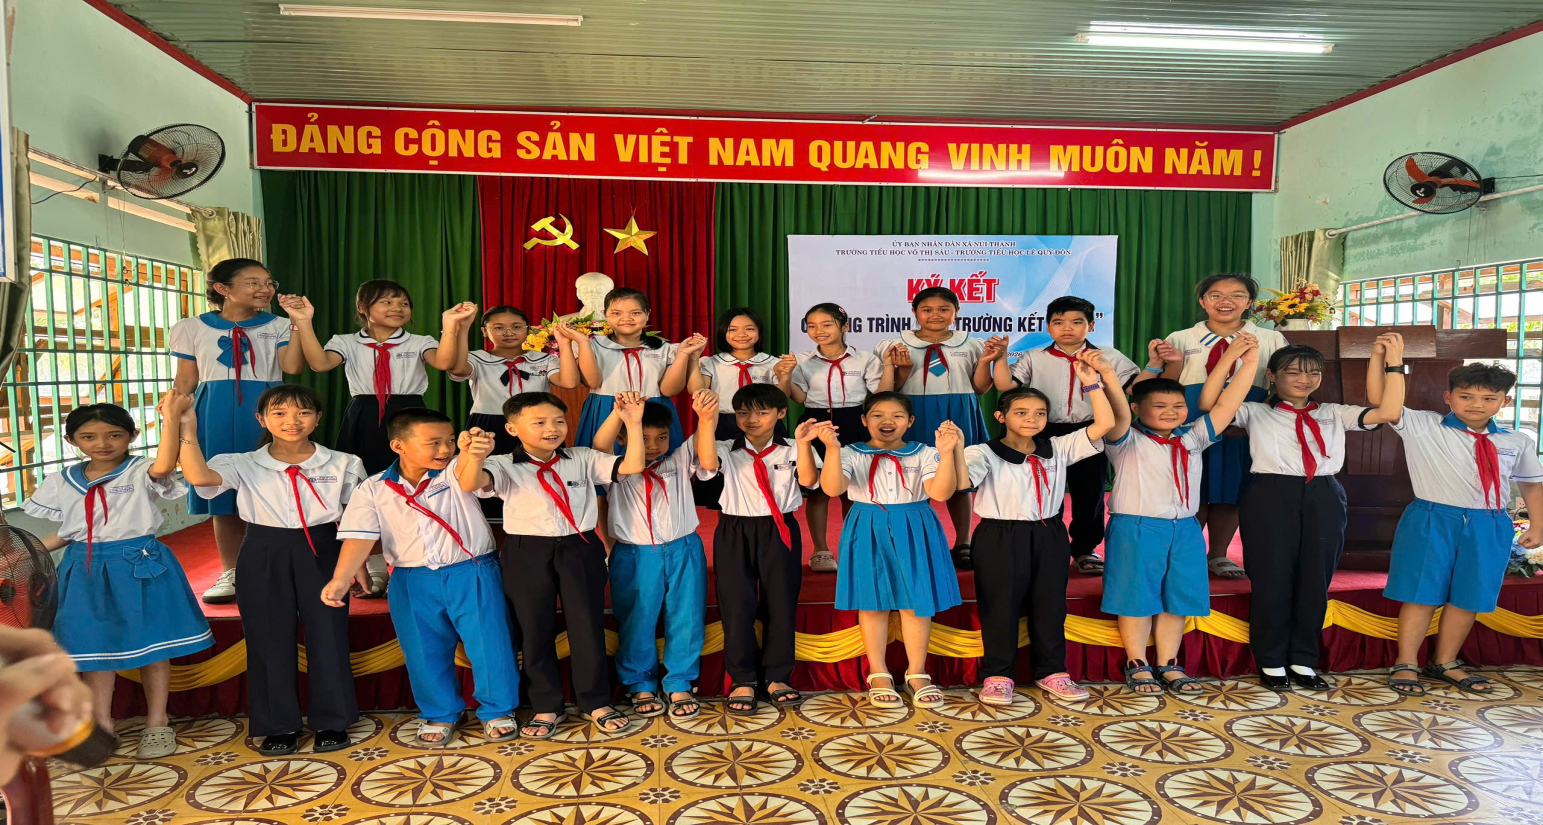 ĐẢNG CỘNG SẢN VIỆT NAM QUANG VINH MUÔN NĂM !
ỦY BAN NHÂN DÂN XÃ NÚI THÀNH
TRƯỜNG TIỂU HỌC VÕ THỊ SÁU - TRƯỜNG TIỂU HỌC LÊ QUÝ ĐÔN
KÝ KẾT
TRÌNH TRƯỜNG KẾT